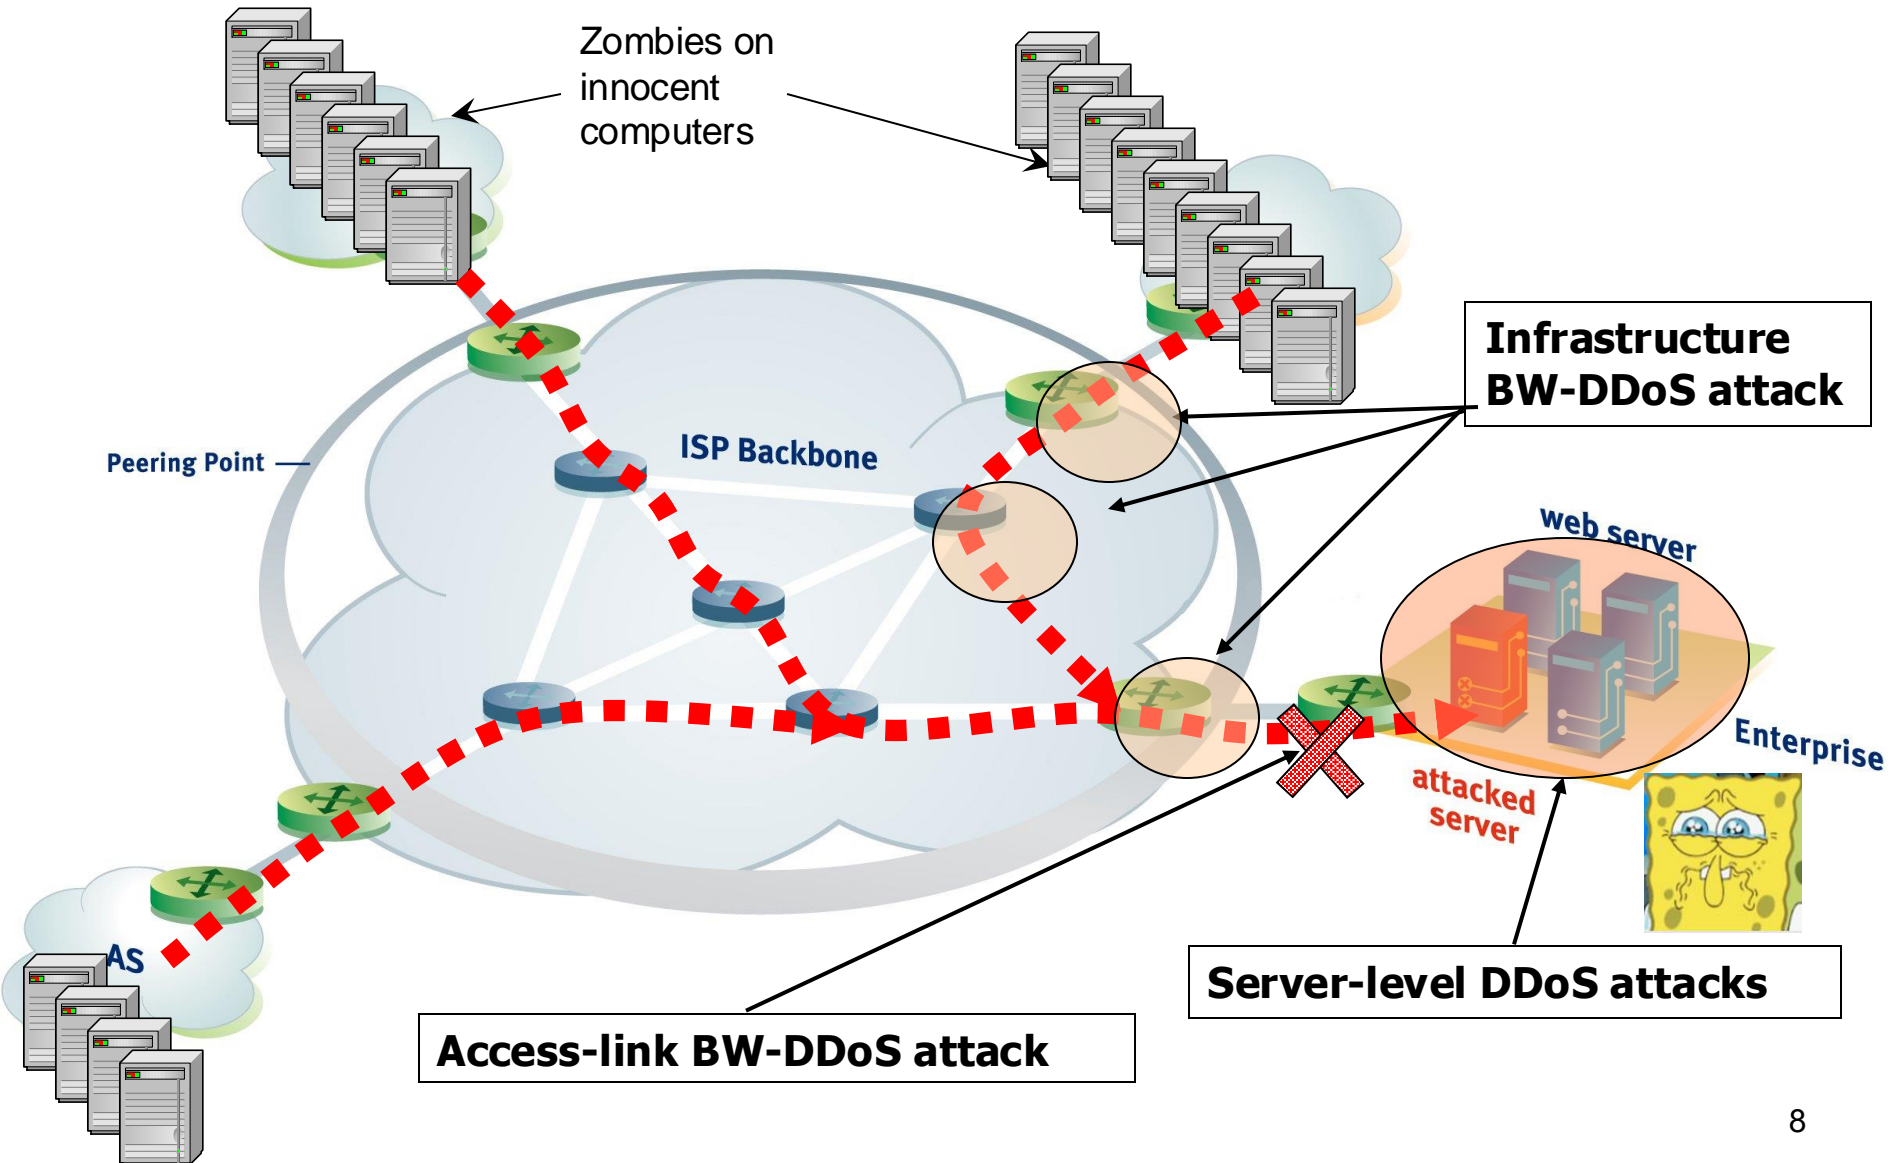 Zombies on
innocent
computers
Infrastructure
BW-DDoS attack
Peering Point
ISP Backbone
web server
Enterprise
attacked
server
AS
Server-level DDoS attacks
Access-link BW-DDoS attack
8